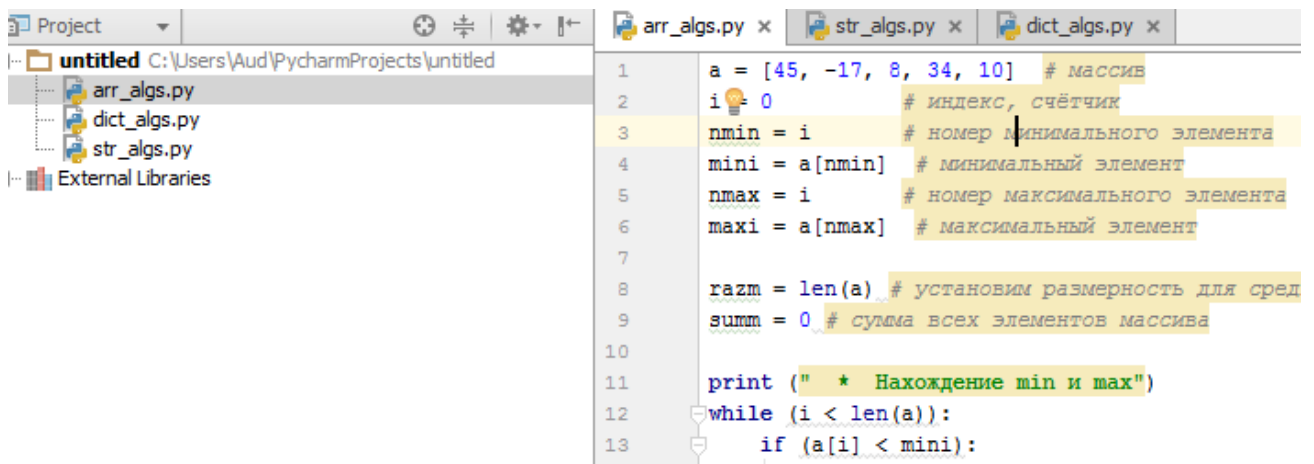 Project
untitled C:\Users\Aud\PycharmProjects\untitled
arr_algs.py
dict_algs.py
str_algs.py
External Libraries
arr_algs.py × str_algs.py × dict_algs.py ×
1 a = [45, -17, 8, 34, 10] # массив
2 i = 0 # индекс, счётчик
3 nmin = i # номер минимального элемента
4 mini = a[nmin] # минимальный элемент
5 nmax = i # номер максимального элемента
6 maxi = a[nmax] # максимальный элемент
7
8 razm = len(a) # установим размерность для сред
9 summ = 0 # сумма всех элементов массива
10
11 print (" * Нахождение min и max")
12 while (i < len(a)):
13 if (a[i] < mini):